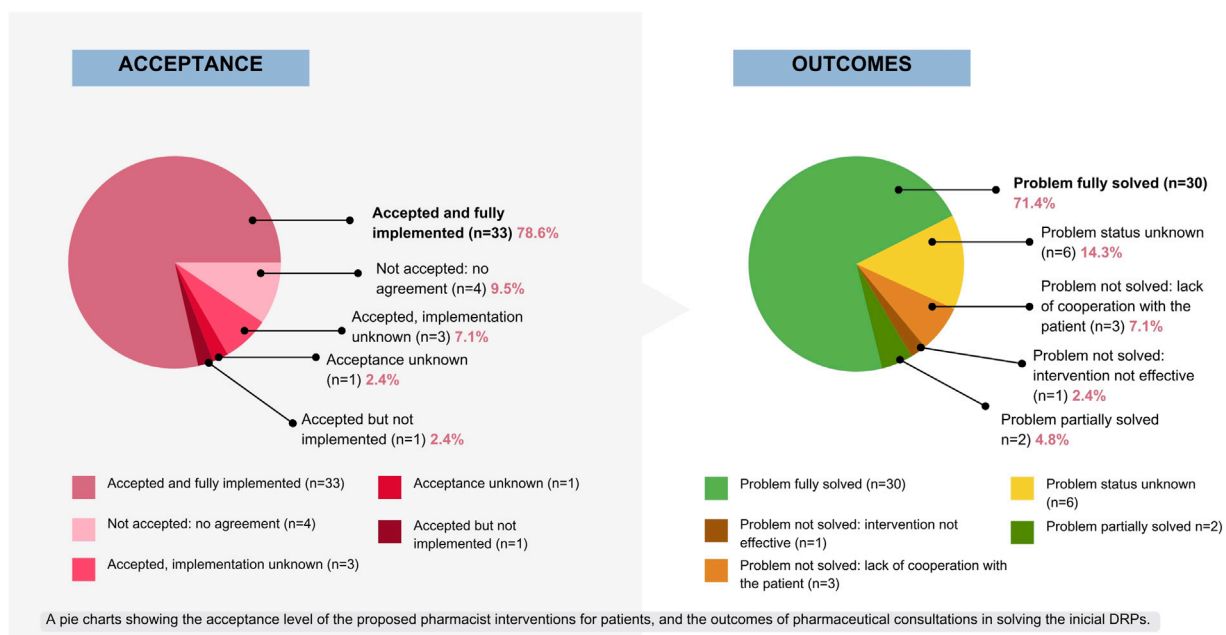 ACCEPTANCE
Accepted and fully
implemented (n=33) 78.6%
Not accepted: no
agreement (n=4) 9.5%
Accepted, implementation
unknown (n=3) 7.1%
Acceptance unknown
(n=1) 2.4%
Accepted but not
implemented (n=1) 2.4%
Accepted and fully implemented (n=33)
Not accepted: no agreement (n=4)
Accepted, implementation unknown (n=3)
Acceptance unknown (n=1)
Accepted but not
implemented (n=1)
OUTCOMES
Problem fully solved (n=30)
71.4%
Problem status unknown
(n=6) 14.3%
Problem not solved: lack
of cooperation with the
patient (n=3) 7.1%
Problem not solved:
intervention not effective
(n=1) 2.4%
Problem partially solved
n=2) 4.8%
Problem fully solved (n=30)
Problem not solved: intervention not
effective (n=1)
Problem not solved: lack of cooperation with
the patient (n=3)
Problem status unknown
(n=6)
Problem partially solved n=2)
A pie charts showing the acceptance level of the proposed pharmacist interventions for patients, and the outcomes of pharmaceutical consultations in solving the inicial DRPs.